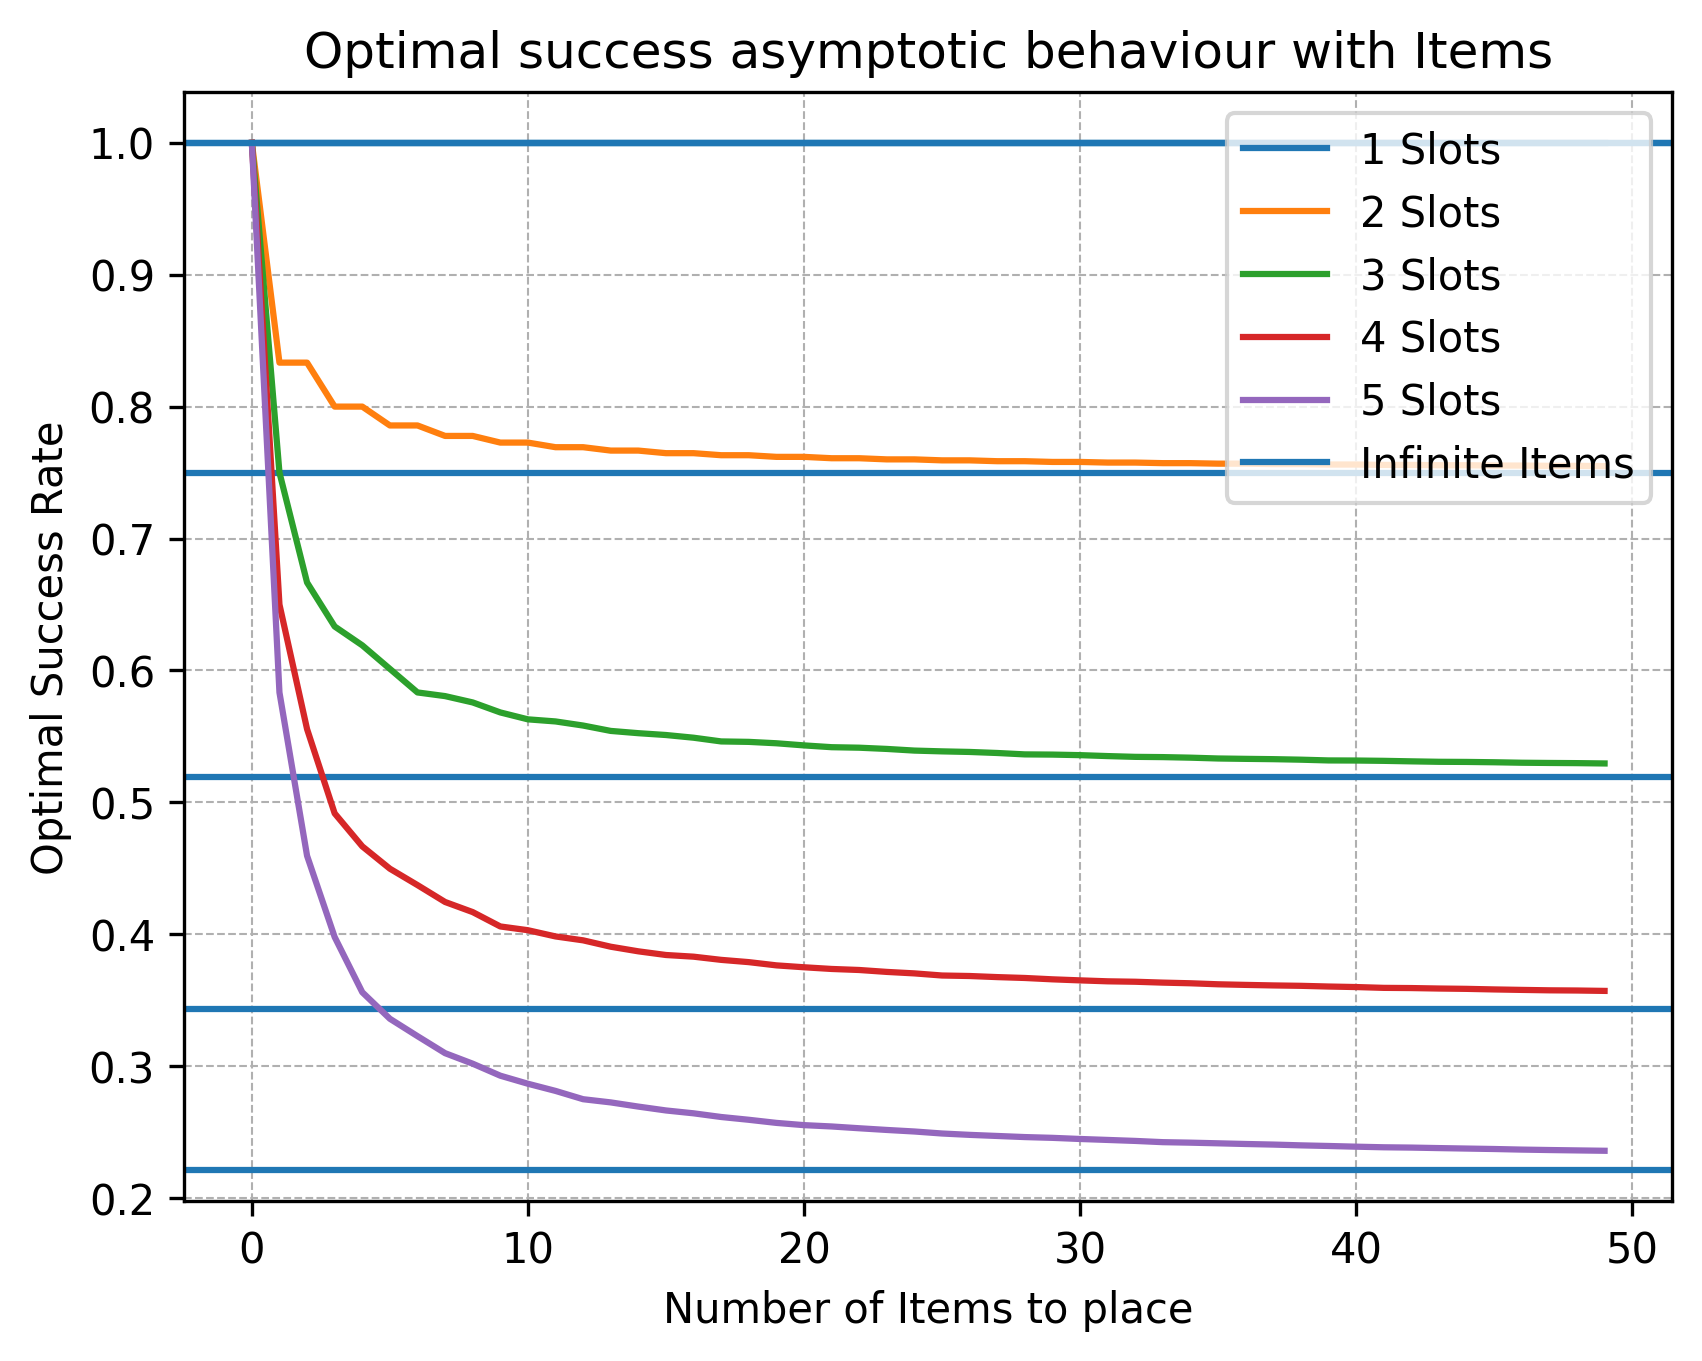 Optimal success asymptotic behaviour with Items
1.0
0.9
0.8
0.7
0.6
0.5
0.4
0.3
0.2
Optimal Success Rate
1 Slots
2 Slots
3 Slots
4 Slots
5 Slots
Infinite Items
0 10 20 30 40 50
Number of Items to place